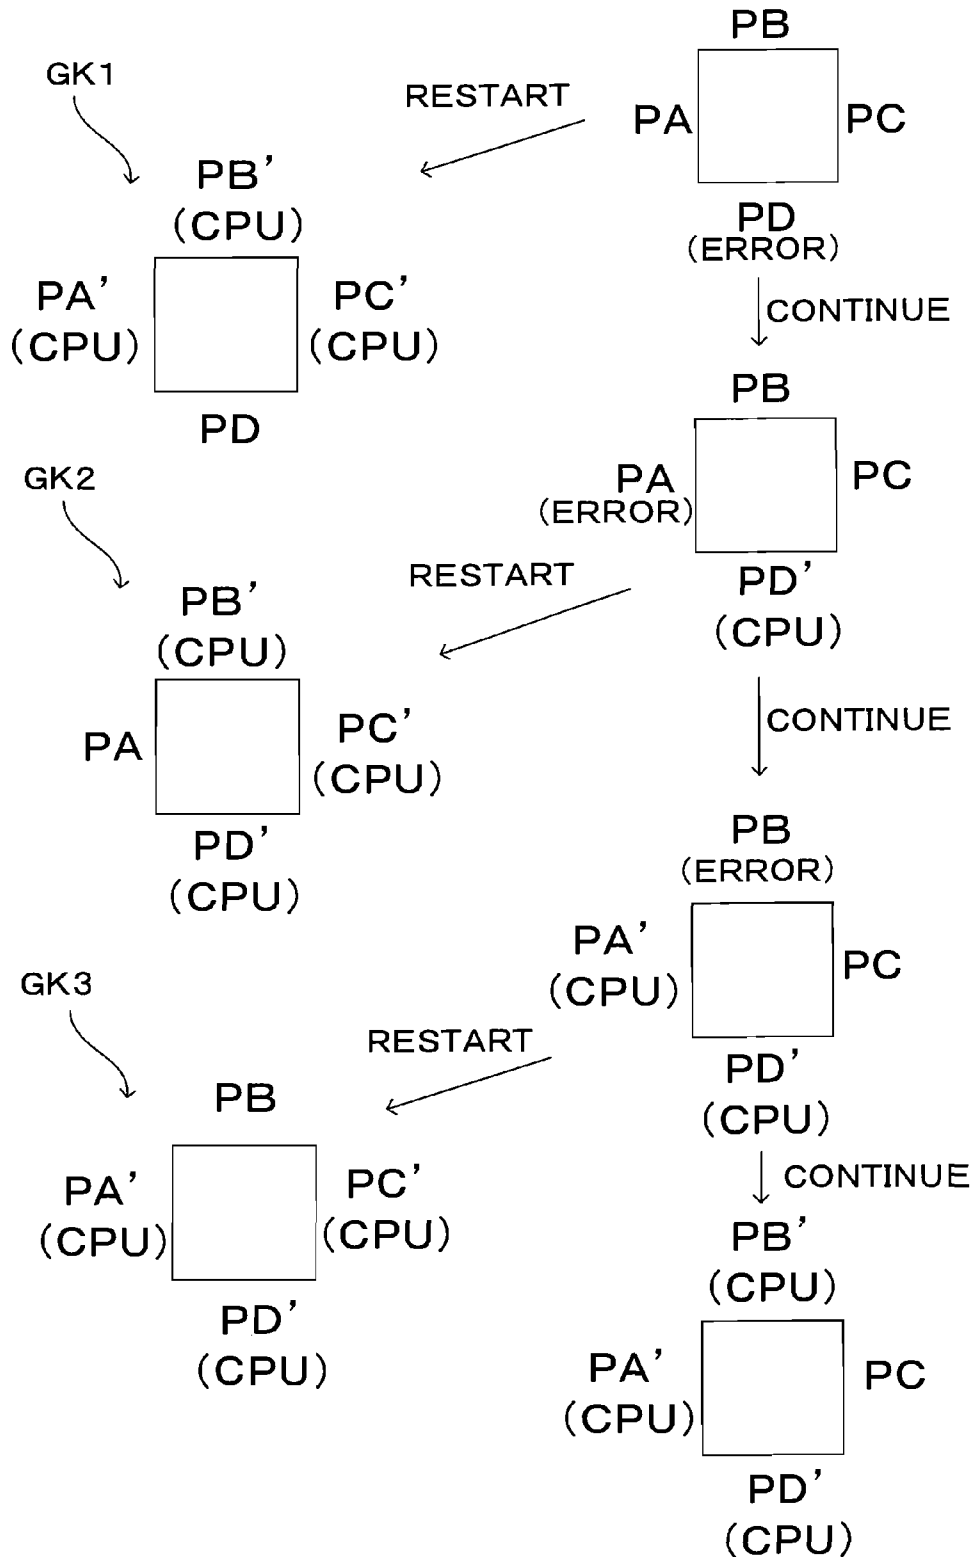 PB
GK1
RESTART
PA
PC
PB'
(CPU)
PD
(ERROR)
PA'
(CPU)
PC'
(CPU)
CONTINUE
PD
PB
GK2
PA
(ERROR)
PC
RESTART
PD'
(CPU)
PB'
(CPU)
PA
PC'
(CPU)
CONTINUE
PD'
(CPU)
PB
(ERROR)
PA'
(CPU)
PC
GK3
RESTART
PD'
(CPU)
PB
CONTINUE
PA'
(CPU)
PC'
(CPU)
PB'
(CPU)
PD'
(CPU)
PA'
(CPU)
PC
PD'
(CPU)